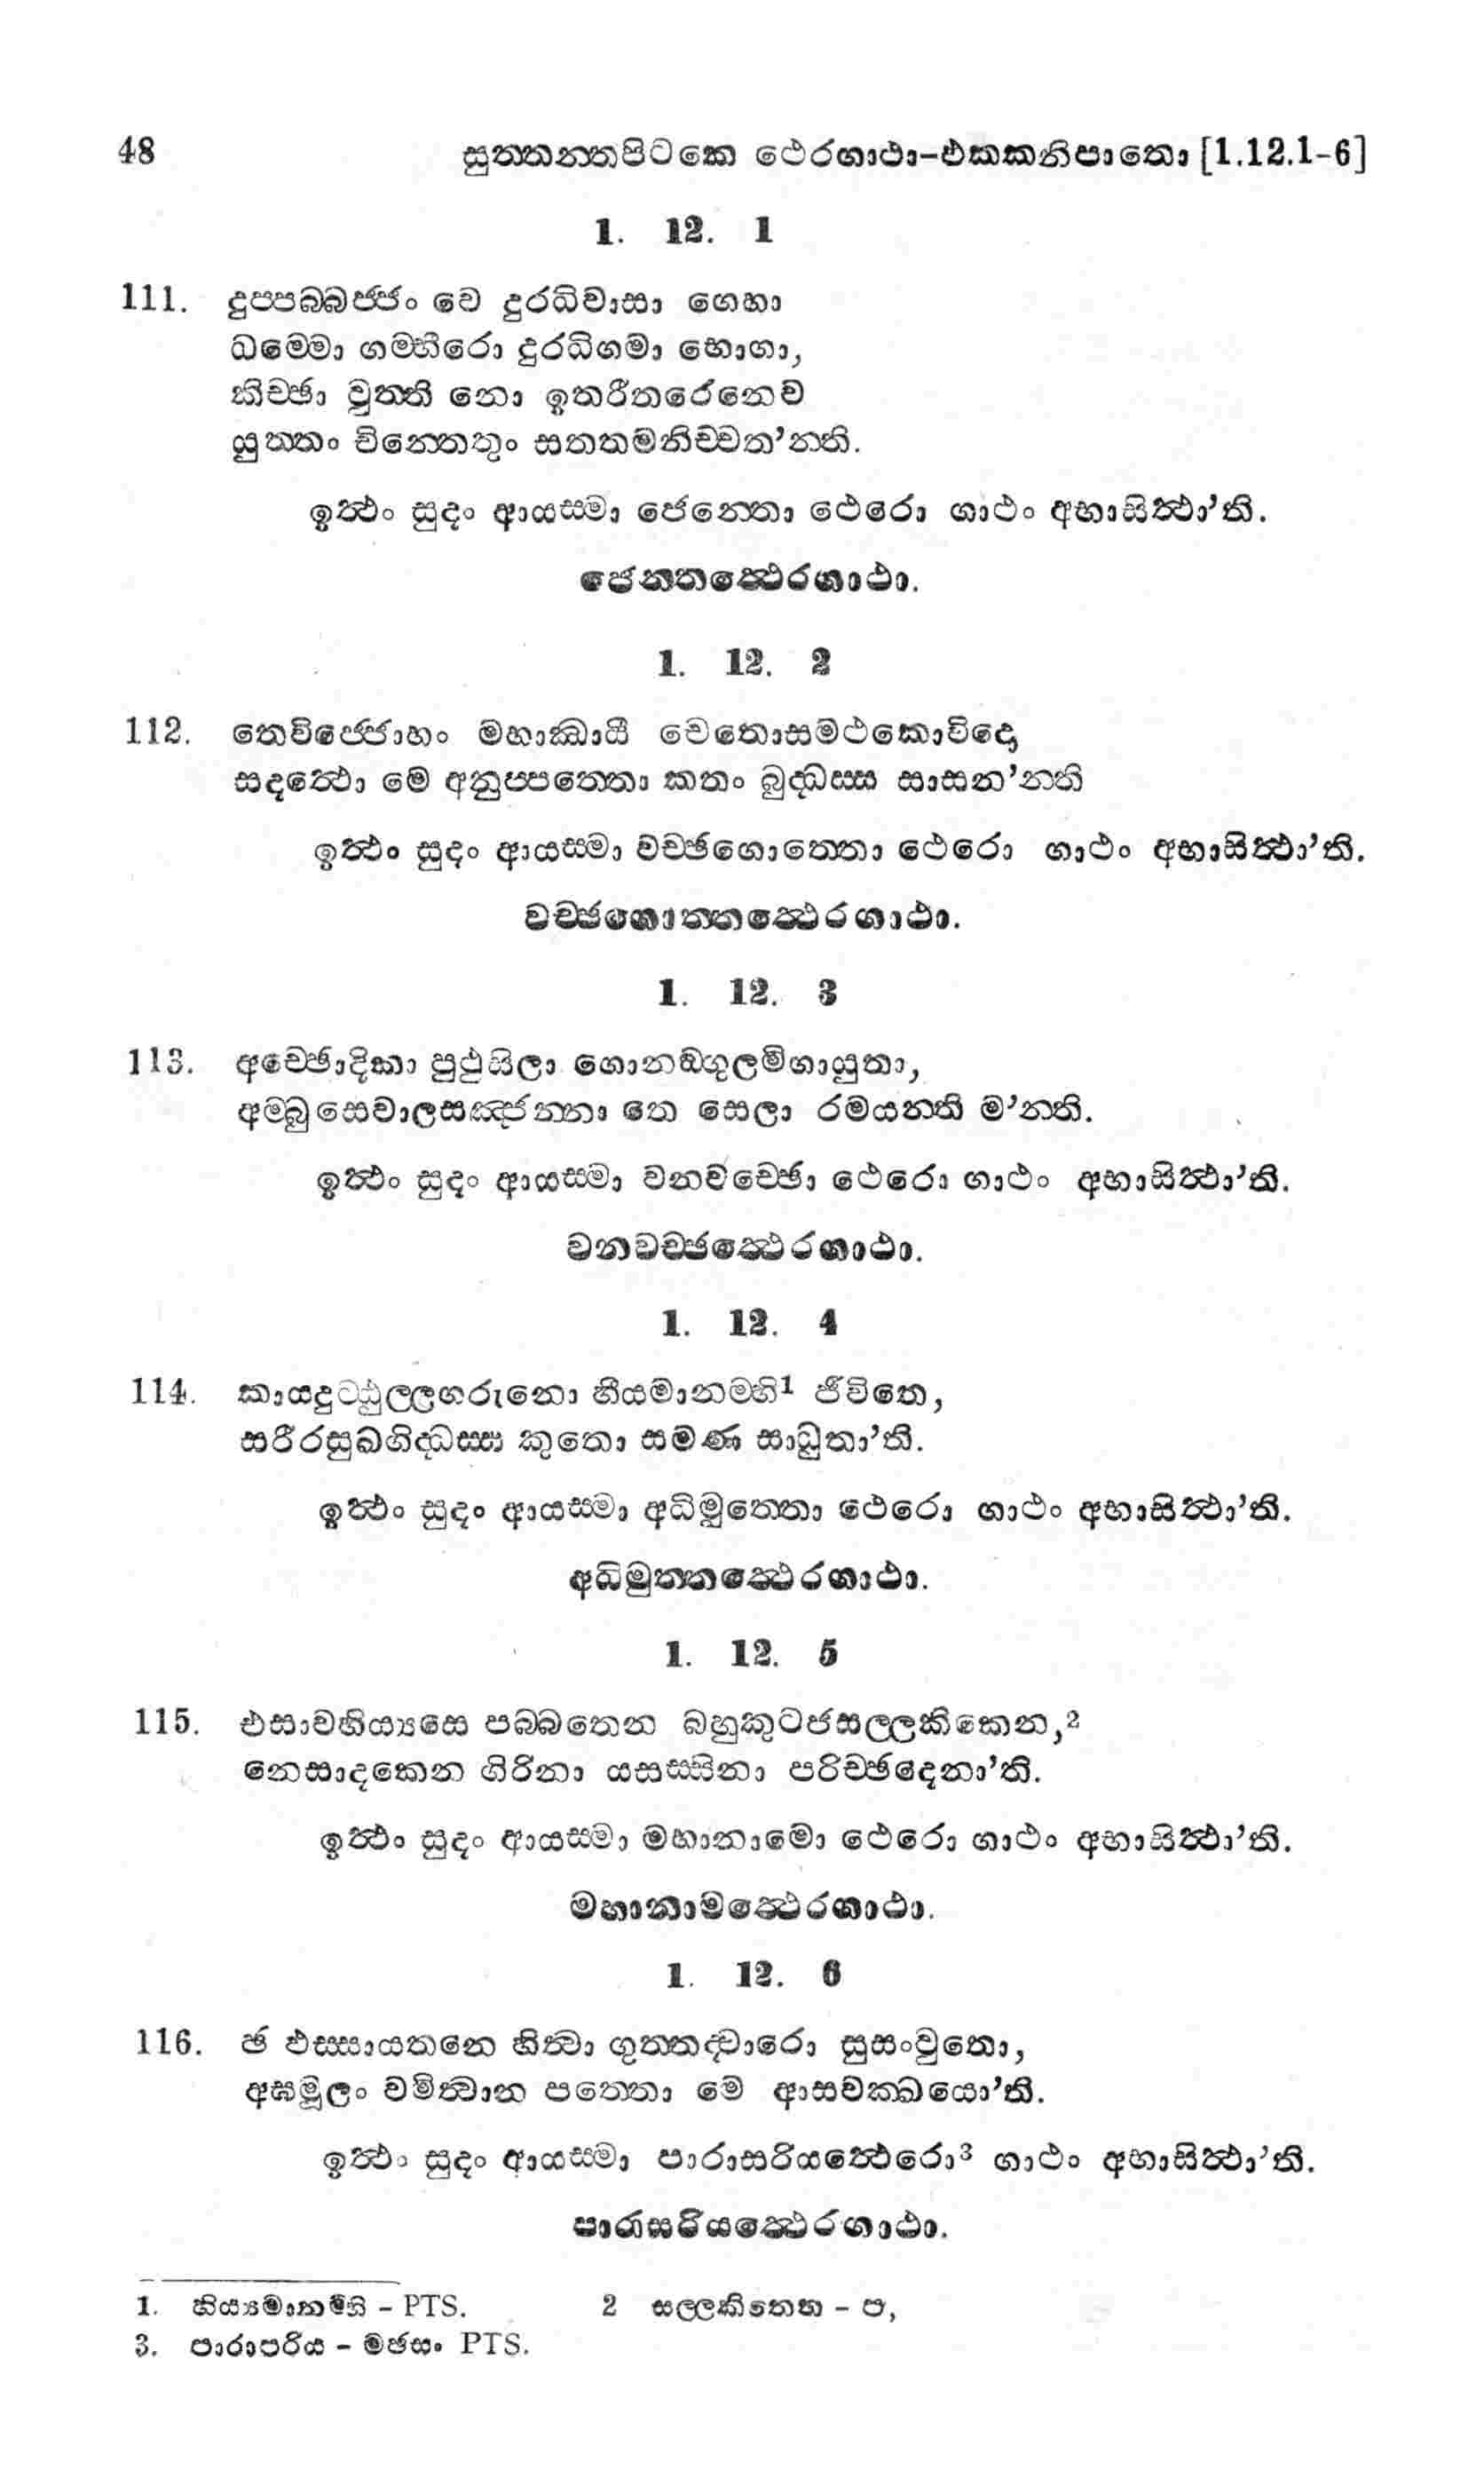 48 සුත්තන්තපිටකෙ ථෙරගාථා-එකකනිපාතො [1.12.1-6]
1. 12. 1
111. දුප්පබ්බජ්ජං වෙ දුරධිවාසා ගෙහා
ධම්මො ගම්භීරො දුරධිගමා භොගා,
කිච්ඡා වුත්ති නො ඉතරීතරේනෙව
යුත්තං චින්තෙතුං සතතමනිච්චත'න්ති.
ඉත්ථං සුදං ආයස්මා ජෙන්තො ථෙරො ගාථං අභාසිත්ථා'ති.
ජෙන්තත්ථෙරගාථා.
1. 12. 2
112. තෙවිජ්ජොහං මහාඣායී චෙතොසමථකොවිදො
සදත්ථො මෙ අනුප්පත්තො කතං බුද්ධස්ස සාසන'න්ති
ඉත්ථං සුදං ආයස්මා වච්ඡගොත්තො ථෙරො ගාථං අභාසිත්ථා'ති.
වච්ඡගොත්තත්ථෙරගාථා.
1. 12. 3
113. අච්ඡොදිකා පුථුසිලා ගොනඞ්ගුලමිගායුතා,
අම්බුසෙවාලසඤ්ඡන්නා තෙ සෙලා රමයන්ති ම'න්ති.
ඉත්ථං සුදං ආයස්මා වනවච්ඡො ථෙරො ගාථං අභාසිත්ථා'ති.
වනවච්ඡත්ථෙරගාථා.
1. 12. 4
114. කායදුට්ඨුල්ලගරුනො හීයමානම්හි1 ජීවිතෙ,
සරීරසුඛගිද්ධස්ස කුතො සමණ සාධුතා'ති.
ඉත්ථං සුදං ආයස්මා අධිමුත්තො ථෙරො ගාථං අභාසිත්ථා'ති.
අධිමුත්තත්ථෙරගාථා.
1. 12. 5
115. එසාවහිය්‍යසෙ පබ්බතෙන බහුකුටජසල්ලකිකෙන,2
නෙසාදකෙන ගිරිනා යසස්සිනා පරිච්ඡදෙනා'ති.
ඉත්ථං සුදං ආයස්මා මහානාමො ථෙරො ගාථං අභාසිත්ථා'ති.
මහානාමත්ථෙරගාථා.
1. 12. 6
116. ඡ ඵස්සායතනෙ හිත්වා ගුත්තද්වාරො සුසංවුතො,
අඝමූලං වමිත්වාන පත්තො මෙ ආසවක්ඛයො'ති.
ඉත්ථං සුදං ආයස්මා පාරාසරියත්ථෙරො3 ගාථං අභාසිත්ථා'ති.
පාරාසරියත්ථෙරගාථා.
1. හිය්‍යමානම්හි - PTS. 2 සල්ලකිතෙන - ප,
3. පාරාපරිය - මඡසං PTS.